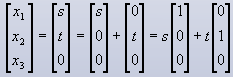 [x₁ x₂ x₃] = [s t 0] = [s 0 0] + [0 t 0] = s [1 0 0] + t [0 1 0]